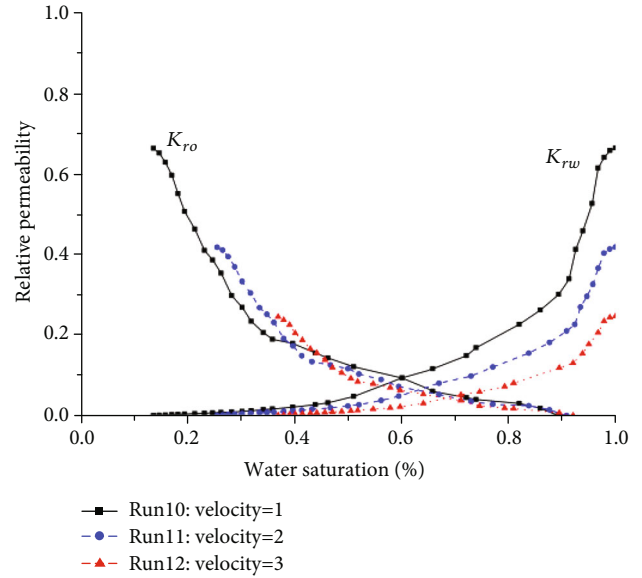 1.0
0.8
0.6
0.4
0.2
0.0
Relative permeability
Kro
Krw
0.0 0.2 0.4 0.6 0.8 1.0
Water saturation (%)
Run10: velocity=1
Run11: velocity=2
Run12: velocity=3